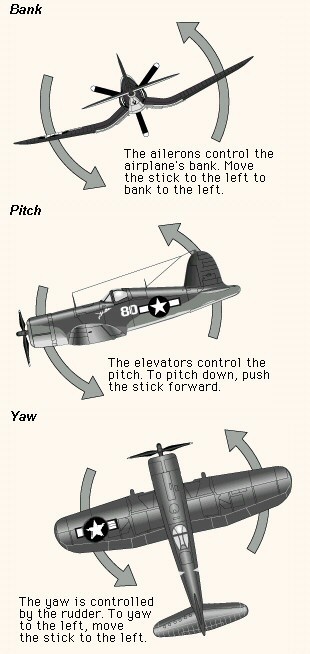 Bank
The ailerons control the
airplane's bank. Move
the stick to the left to
bank to the left.
Pitch
80
The elevators control the
pitch. To pitch down, push
the stick forward.
Yaw
The yaw is controlled
by the rudder. To yaw
to the left, move
the stick to the left.